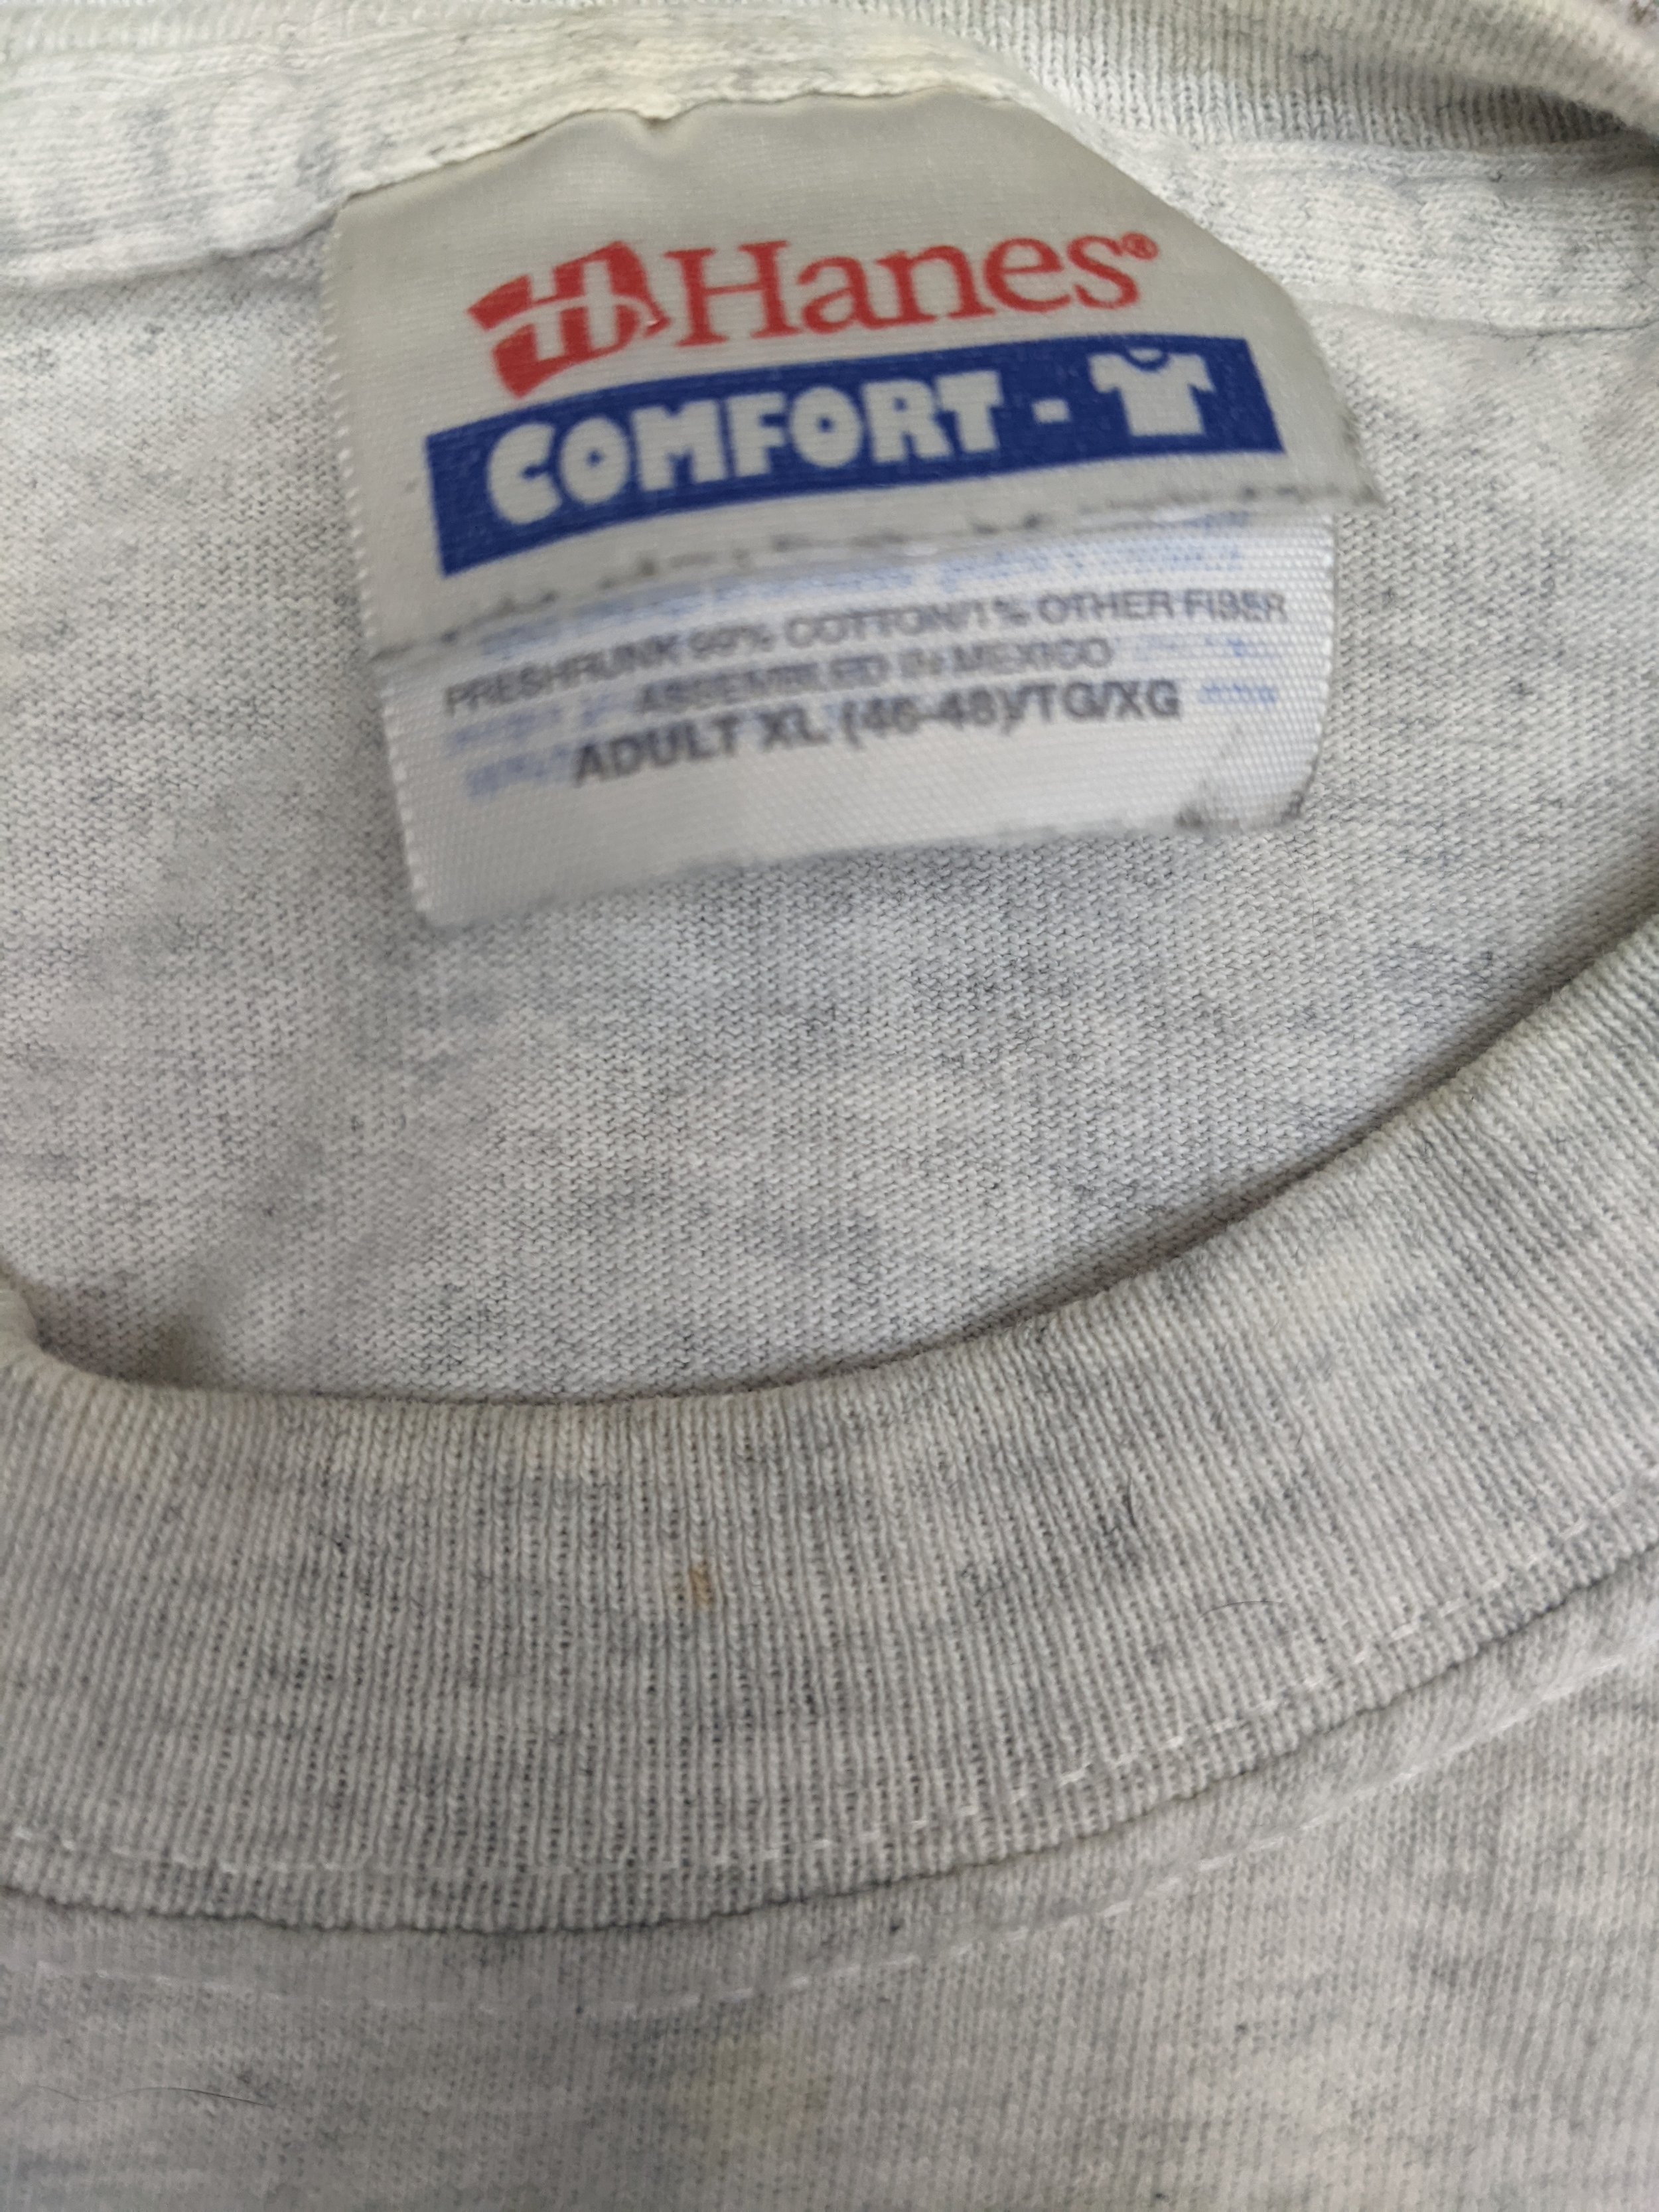 Hanes®
COMFORT -
PRESHRUNK 99% COTTON/1% OTHER FIBER
ASSEMBLED IN MEXICO
ADULT XL (46-48)/TG/XG